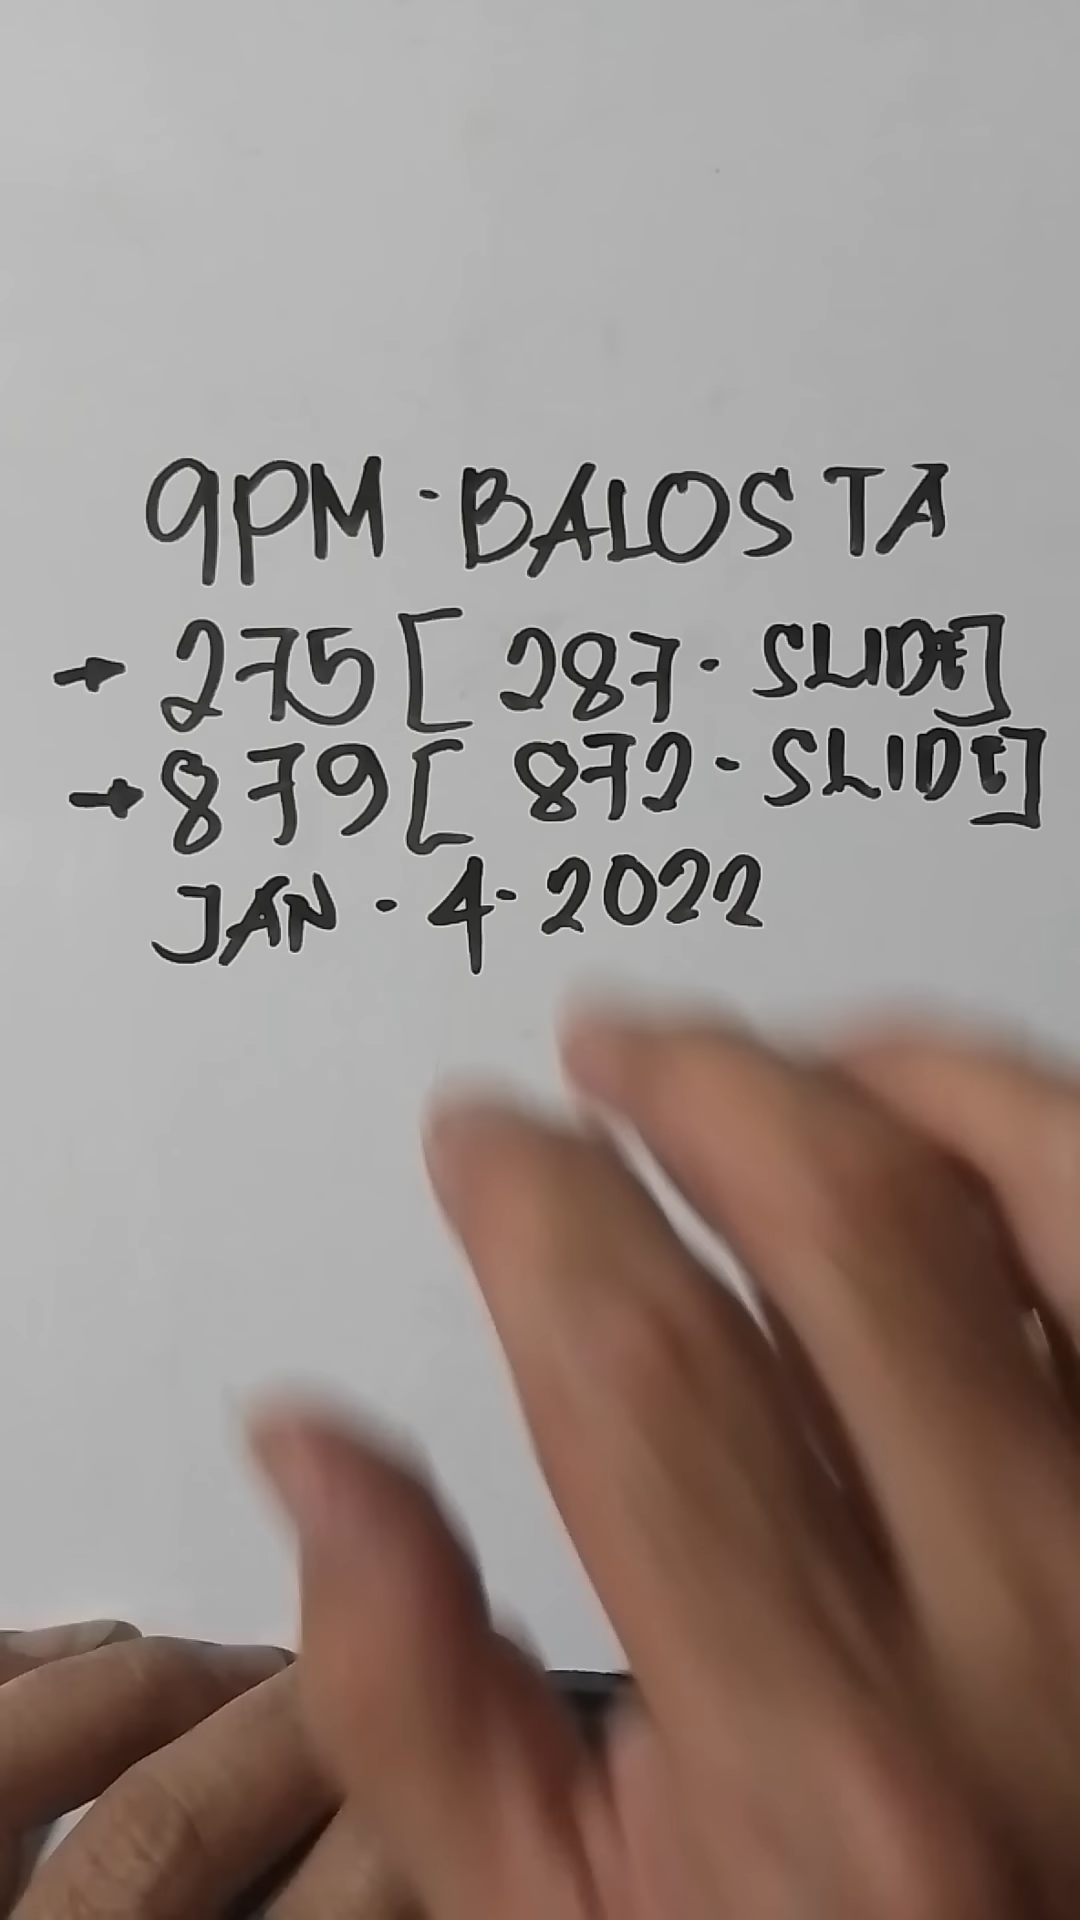 9PM · BALOSTA
→ 275 [ 287 · SLIDE]
→ 879 [ 872 - SLIDE]
JAN · 4 - 2022